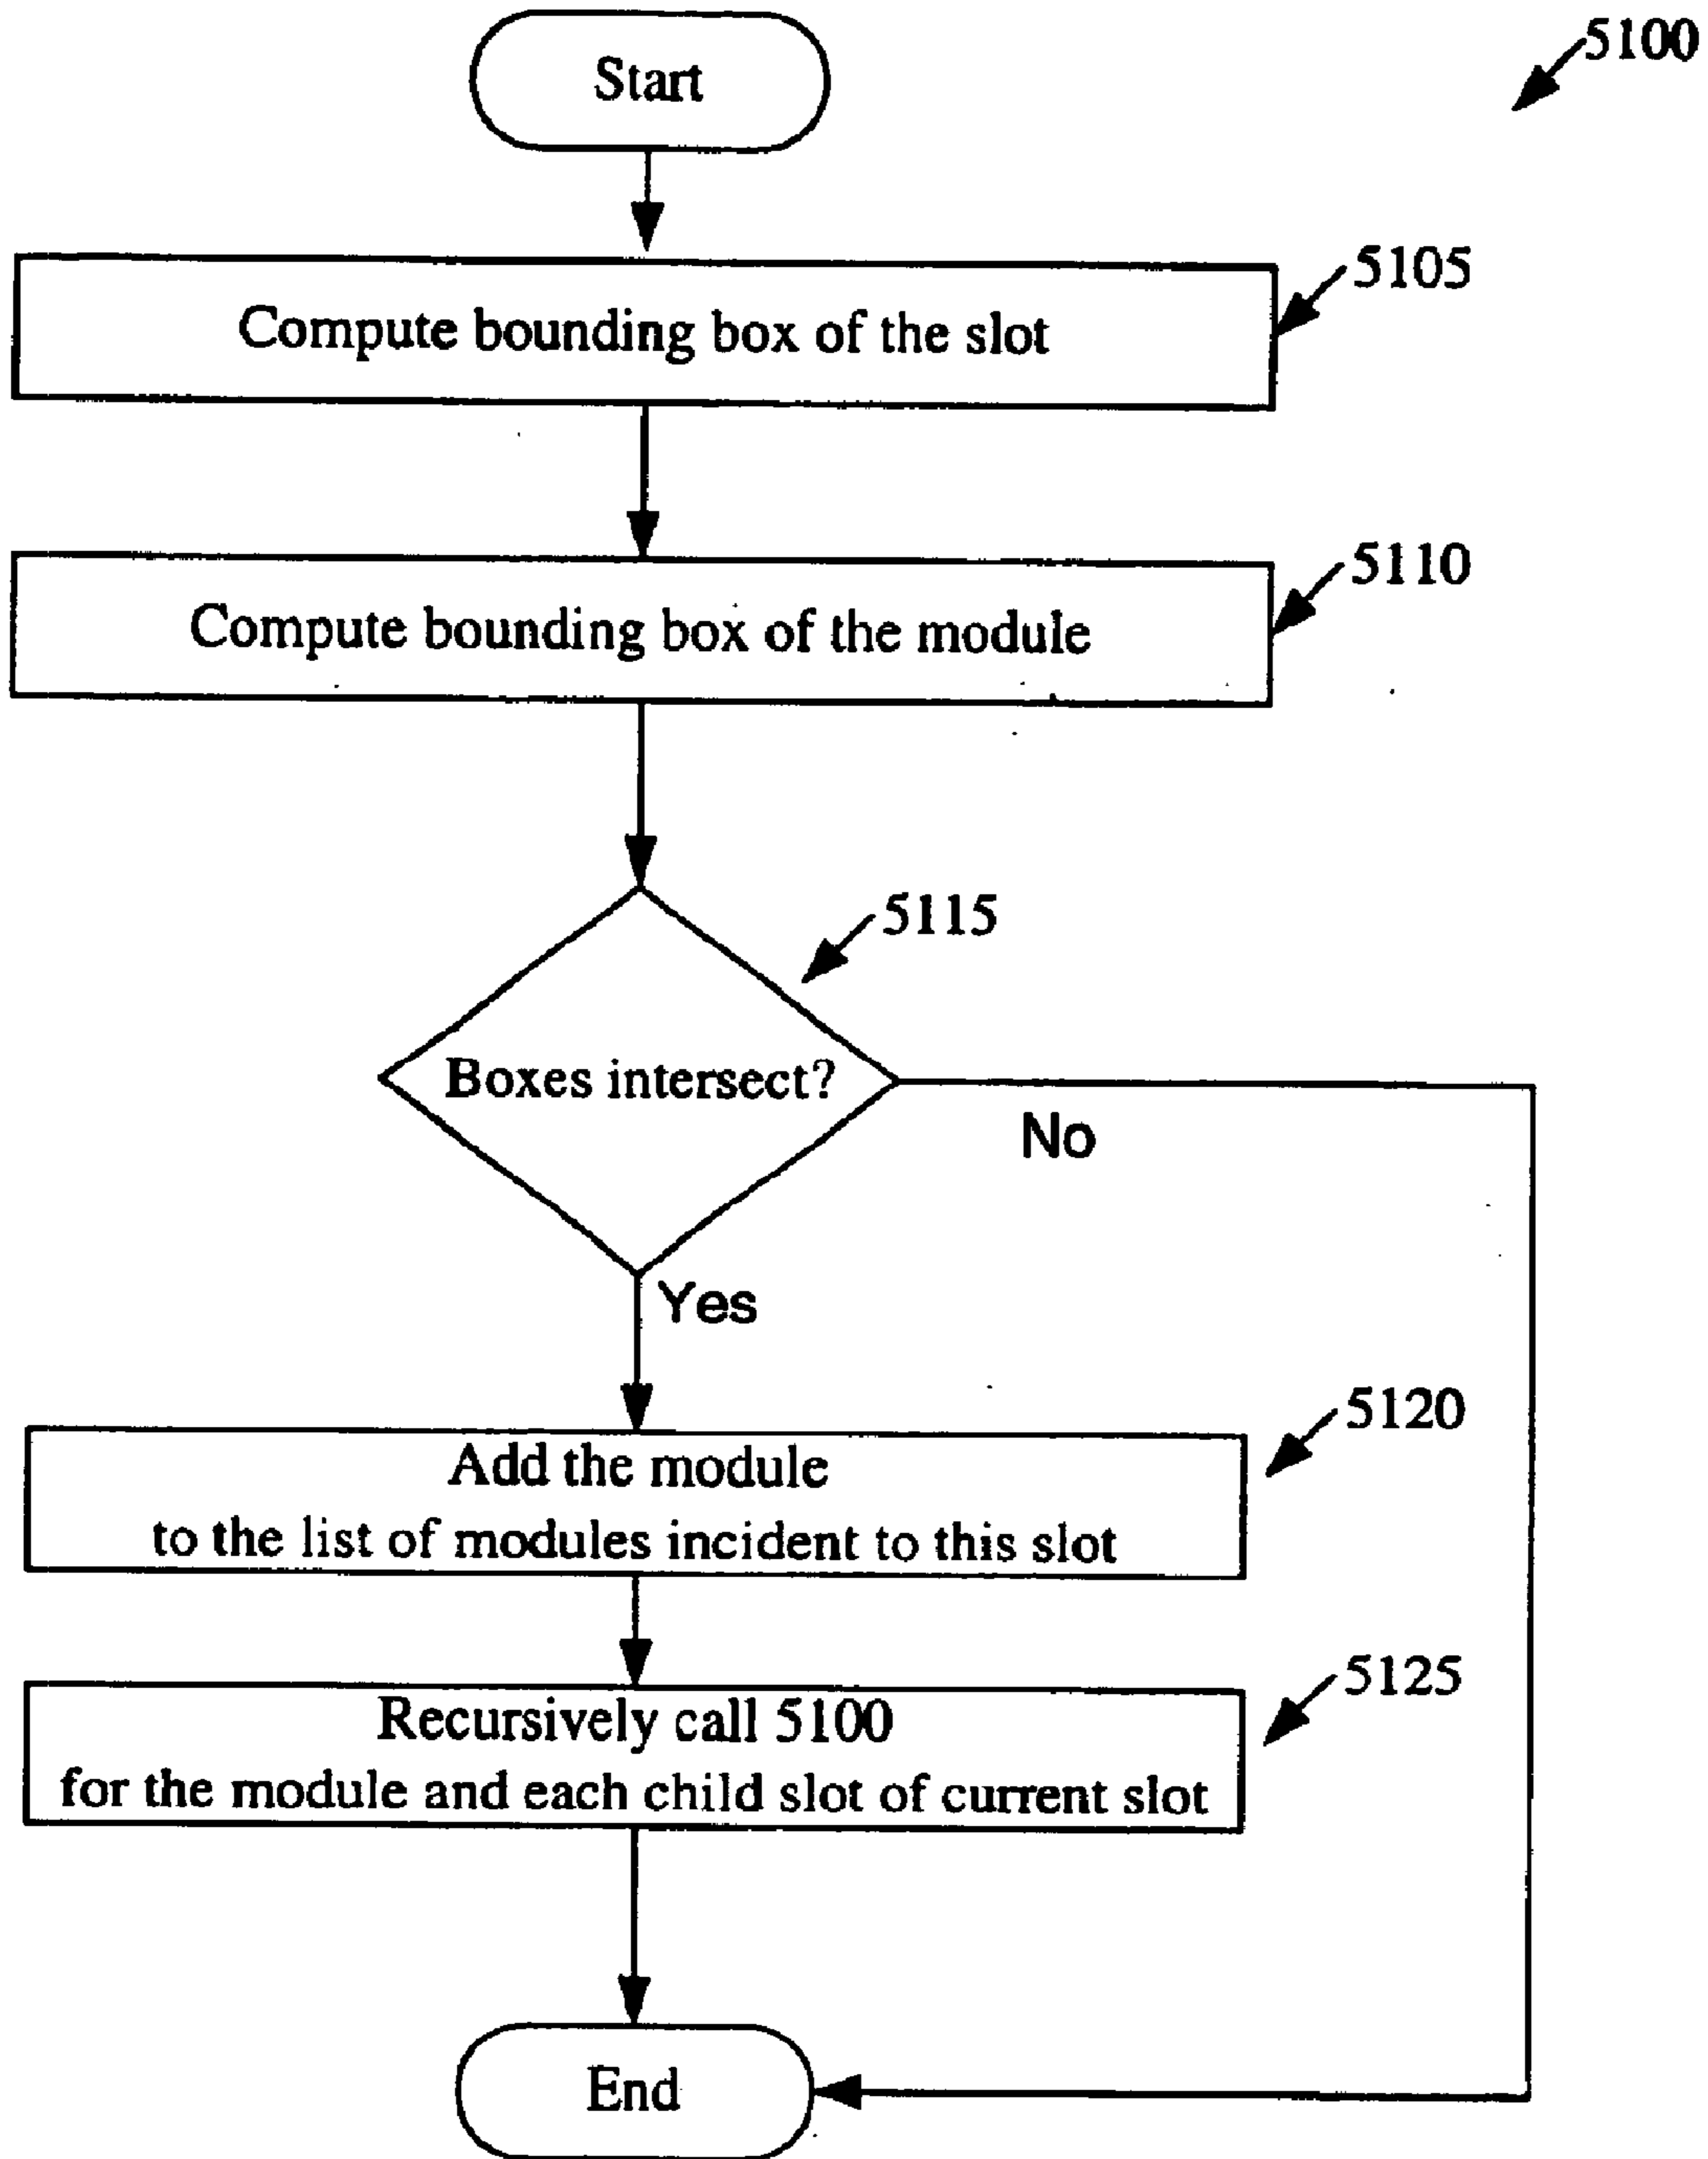 Start
5100
5105
Compute bounding box of the slot
5110
Compute bounding box of the module
5115
Boxes intersect?
No
Yes
5120
Add the module
to the list of modules incident to this slot
5125
Recursively call 5100
for the module and each child slot of current slot
End